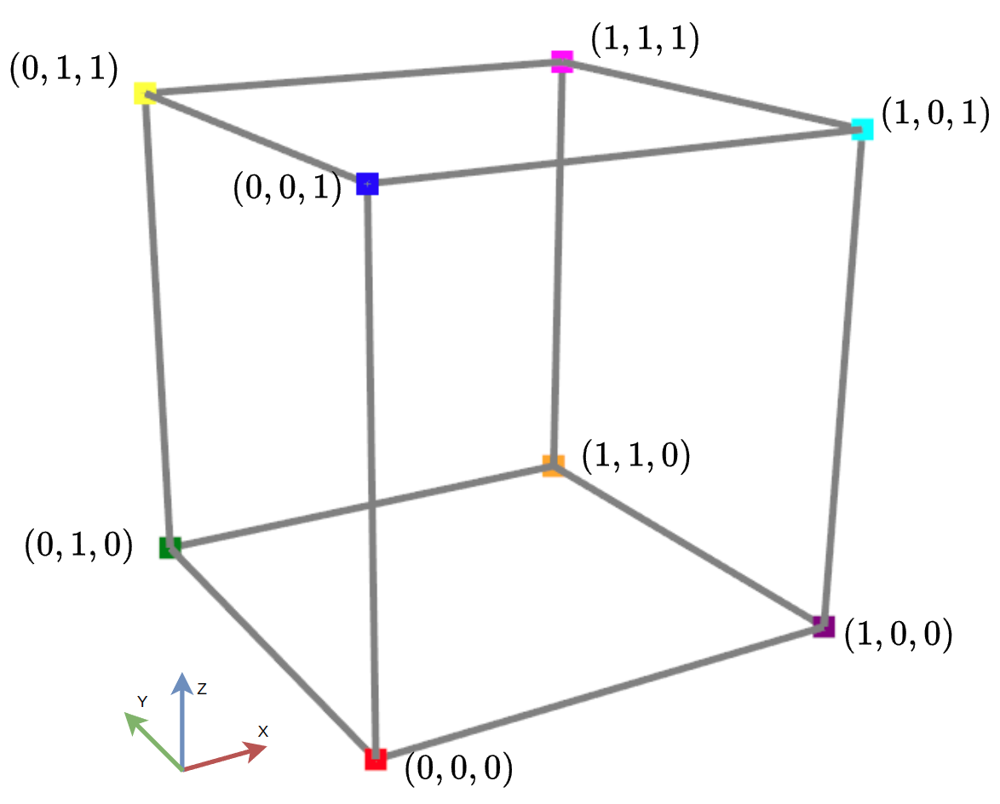 (1, 1, 1)
(0, 1, 1)
(1, 0, 1)
(0, 0, 1)
(1, 1, 0)
(0, 1, 0)
(1, 0, 0)
Z
Y
X
(0, 0, 0)